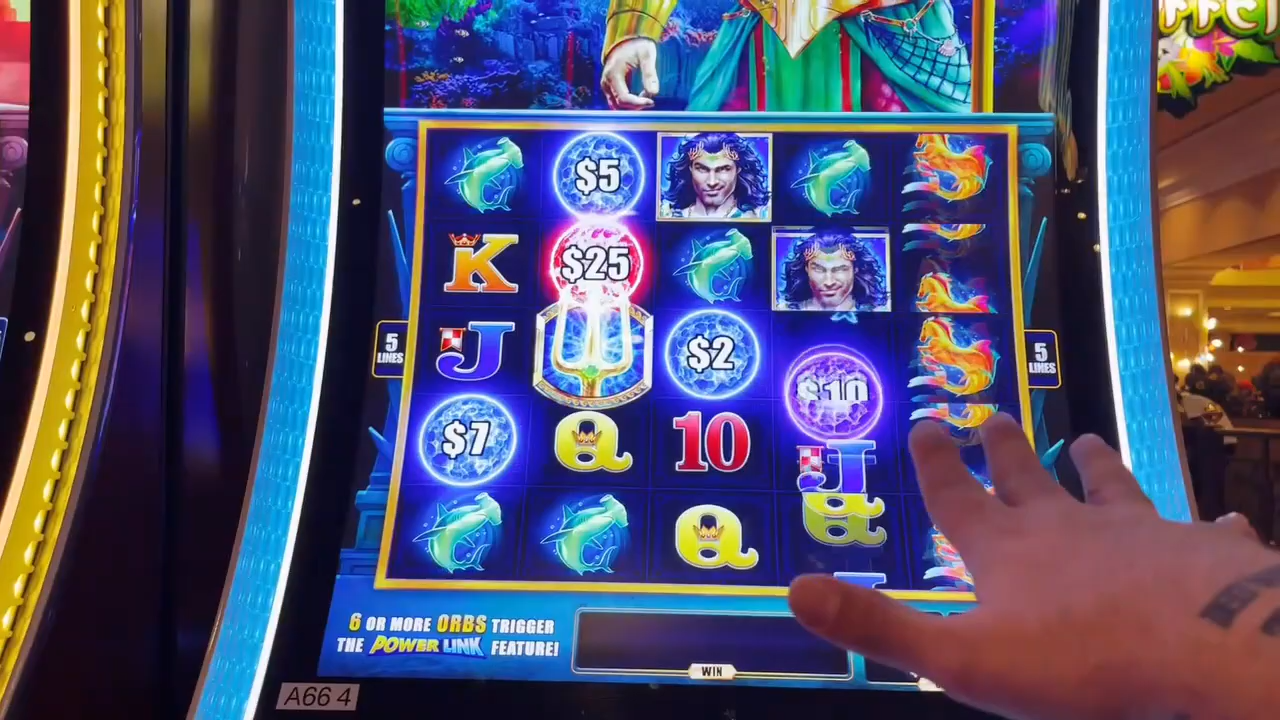 $5
K
$25
J
$2
$10
$7
Q
10
J
Q
Q
5
LINES
5
LINES
6 OR MORE ORBS TRIGGER
THE POWER LINK FEATURE!
WIN
A66 4